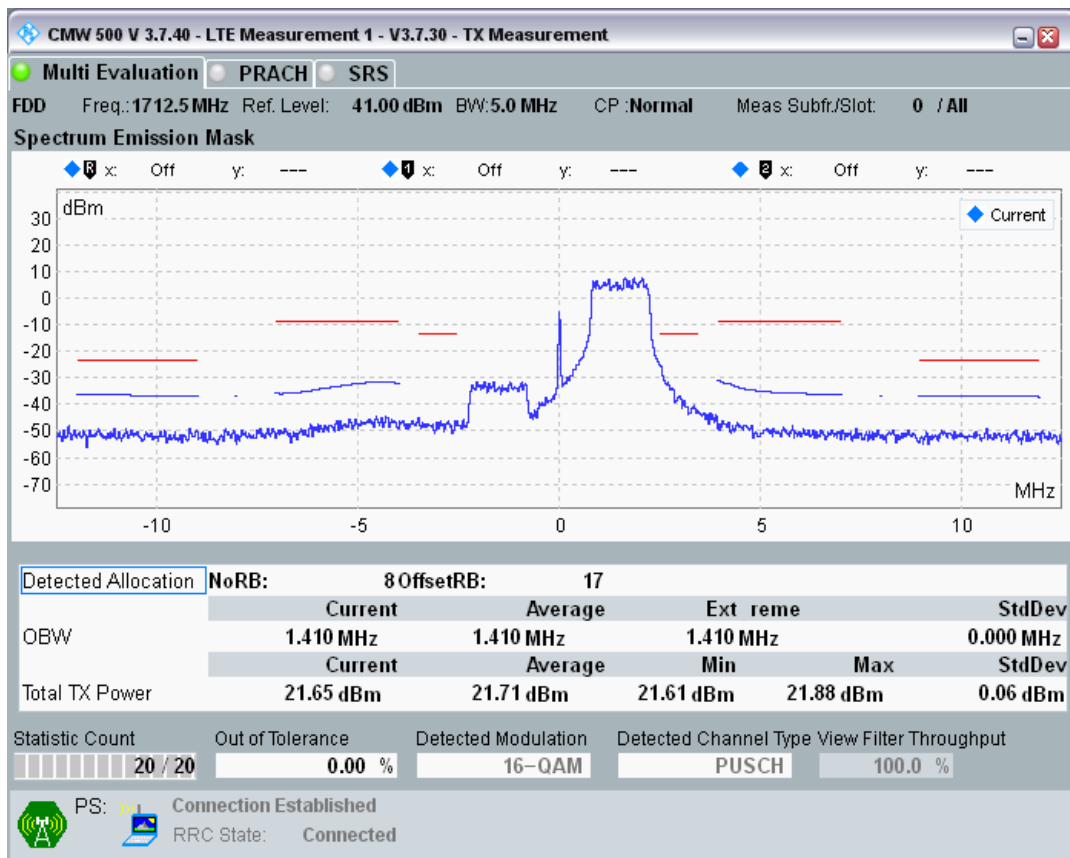 CMW 500 V 3.7.40 - LTE Measurement 1 - V3.7.30 - TX Measurement
Multi Evaluation PRACH SRS
FDD Freq.:1712.5 MHz Ref. Level: 41.00 dBm BW:5.0 MHz CP :Normal Meas Subfr./Slot: 0 / All
Spectrum Emission Mask
R x: Off y: --- 1 x: Off y: --- 2 x: Off y: ---
dBm
Current
30
20
10
0
-10
-20
-30
-40
-50
-60
-70
MHz
-10 -5 0 5 10
Detected Allocation NoRB: 8 OffsetRB: 17
Current Average Ext reme StdDev
OBW 1.410 MHz 1.410 MHz 1.410 MHz 0.000 MHz
Current Average Min Max StdDev
Total TX Power 21.65 dBm 21.71 dBm 21.61 dBm 21.88 dBm 0.06 dBm
Statistic Count Out of Tolerance Detected Modulation Detected Channel Type View Filter Throughput
20 / 20 0.00 % 16-QAM PUSCH 100.0 %
PS: Connection Established
RRC State: Connected